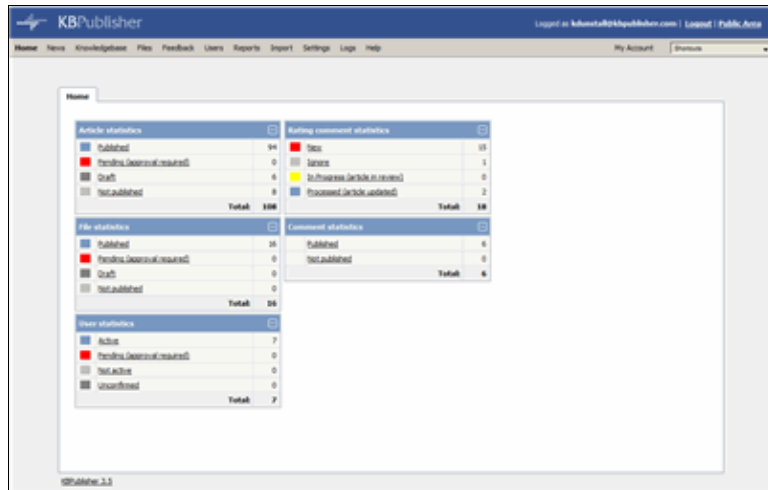 KBPublisher
Logged as kdunstall@kbpublisher.com | Logout | Public Area
Home News Knowledgebase Files Feedback Users Reports Import Settings Logs Help My Account Shortcuts
Home
Article statistics
Published 94
Pending (approval required) 0
Draft 6
Not published 8
Total: 108
Rating comment statistics
New 15
Ignore 1
In Progress (article in review) 0
Processed (article updated) 2
Total: 18
File statistics
Published 16
Pending (approval required) 0
Draft 0
Not published 0
Total: 16
Comment statistics
Published 6
Not published 0
Total: 6
User statistics
Active 7
Pending (approval required) 0
Not active 0
Unconfirmed 0
Total: 7
KBPublisher 3.5